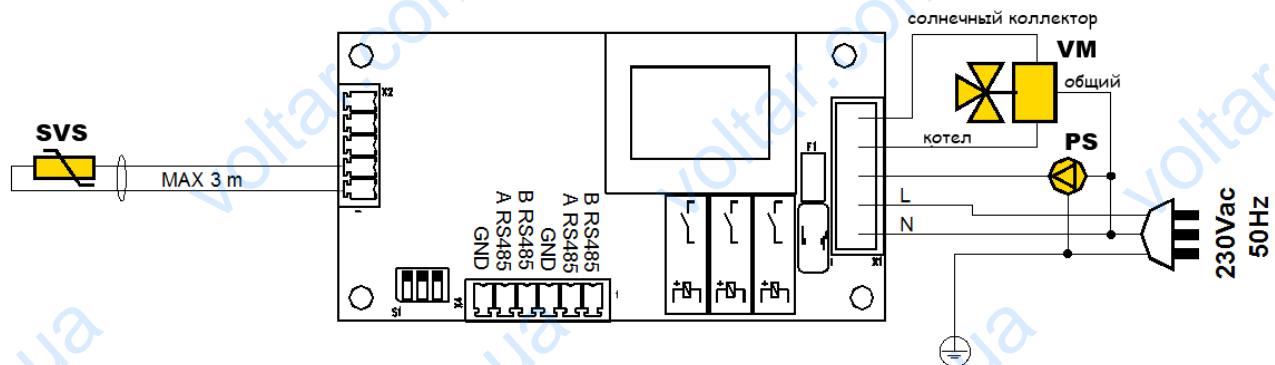 солнечный коллектор
VM
общий
X2
SVS
котел
PS
F1
MAX 3 m
L
N
X1
230Vac
50Hz
GND
A RS485
B RS485
GND
A RS485
B RS485
S1
X4
1
voltar.com.ua